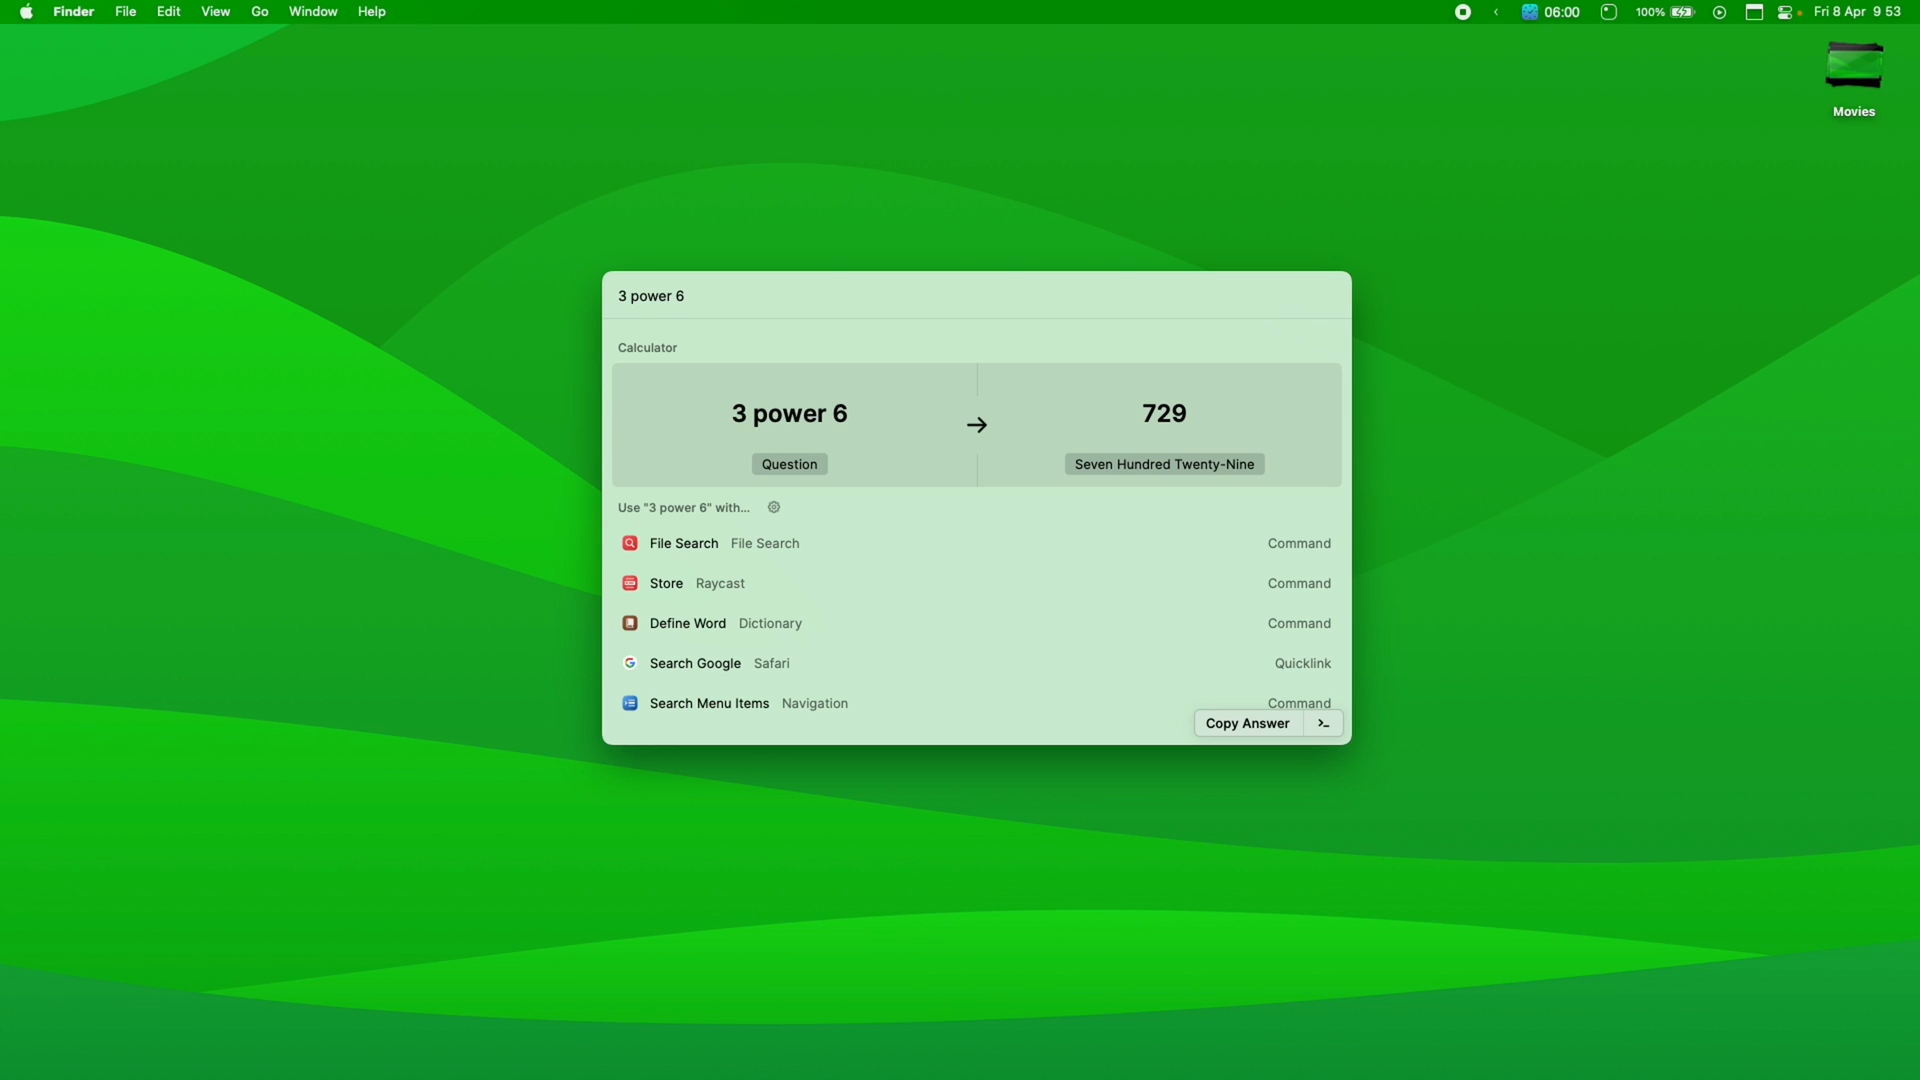 Finder File Edit View Go Window Help 06:00 100% Fri 8 Apr 9 53
Movies
3 power 6
Calculator
3 power 6 → 729
Question Seven Hundred Twenty-Nine
Use "3 power 6" with...
File Search File Search Command
Store Raycast Command
Define Word Dictionary Command
Search Google Safari Quicklink
Search Menu Items Navigation Command
Copy Answer >_